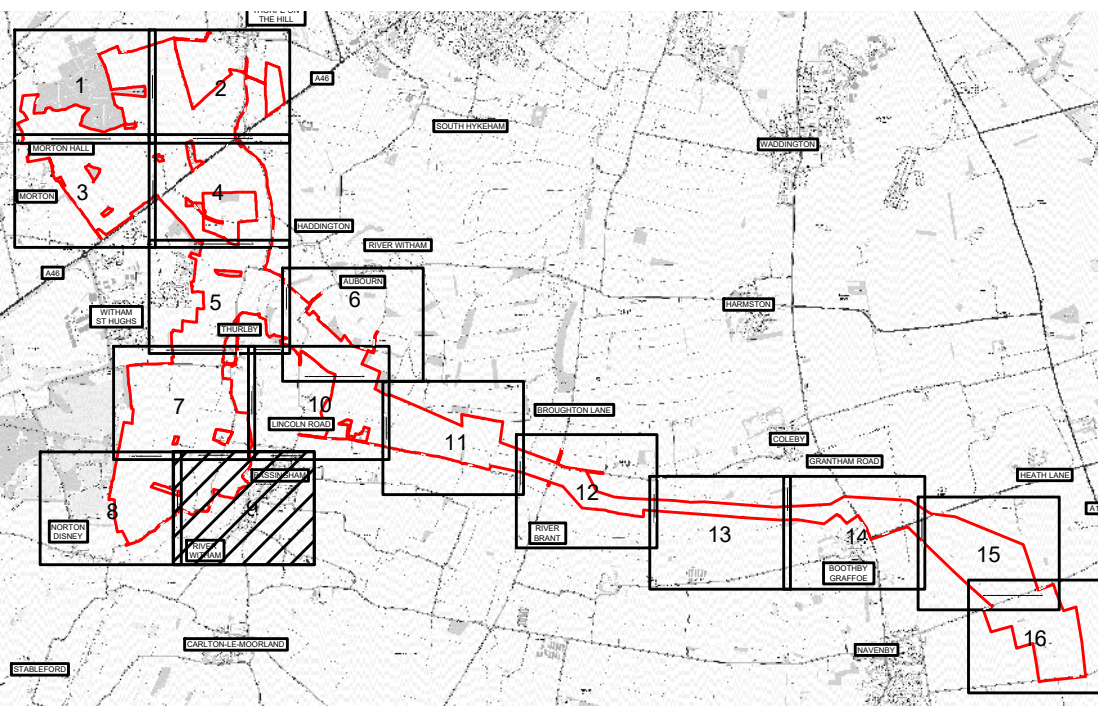 THE HILL
1
2
A46
SOUTH HYKEHAM
WADDINGTON
MORTON HALL
3
4
MORTON
HADDINGTON
RIVER WITHAM
A46
AUBOURN
5
6
WITHAM
ST HUGHS
THURLBY
HARMSTON
7
10
LINCOLN ROAD
BROUGHTON LANE
11
COLEBY
GRANTHAM ROAD
HEATH LANE
8
9
12
NORTON
DISNEY
RIVER
WITHAM
RIVER
BRANT
13
14
15
BOOTHBY
GRAFFOE
CARLTON-LE-MOORLAND
NAVENBY
16
STABLEFORD